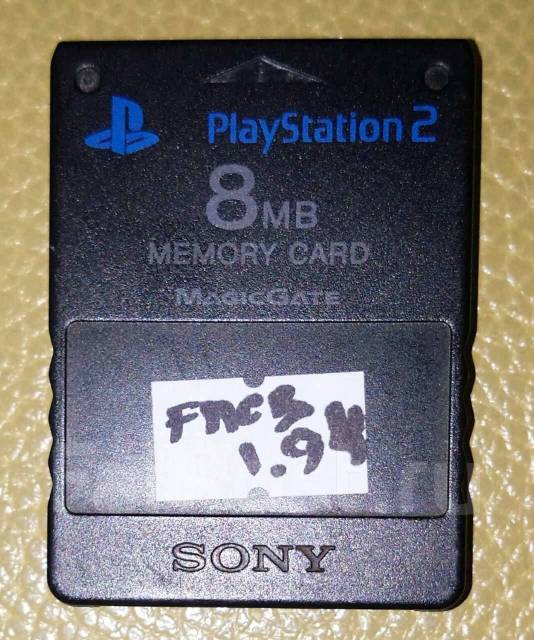 PlayStation 2
8MB
MEMORY CARD
MAGICGATE
FMCB
1.94
SONY